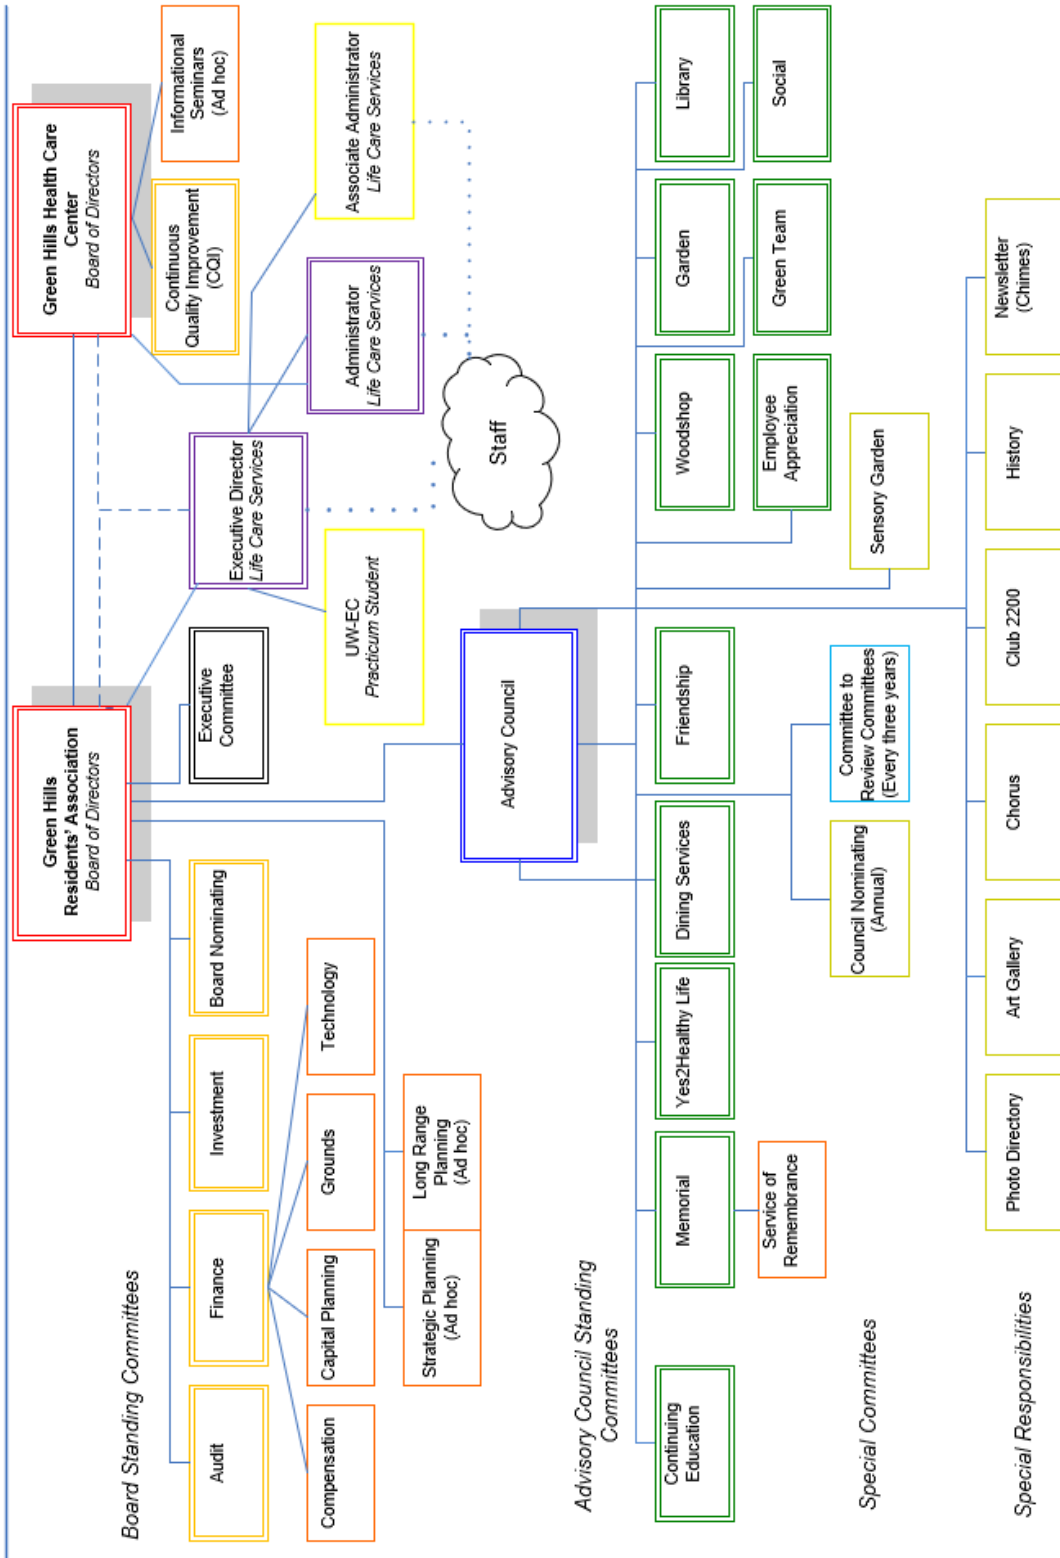 Green Hills
Residents' Association
Board of Directors
Green Hills Health Care
Center
Board of Directors
Board Standing Committees
Audit
Finance
Investment
Board Nominating
Executive
Committee
Executive Director
Life Care Services
Continuous
Quality Improvement
(CQI)
Informational
Seminars
(Ad hoc)
Compensation
Capital Planning
Grounds
Technology
UW-EC
Practicum Student
Administrator
Life Care Services
Associate Administrator
Life Care Services
Strategic Planning
(Ad hoc)
Long Range
Planning
(Ad hoc)
Staff
Advisory Council
Advisory Council Standing
Committees
Continuing
Education
Memorial
Yes2Healthy Life
Dining Services
Friendship
Woodshop
Garden
Library
Service of
Remembrance
Employee
Appreciation
Green Team
Social
Special Committees
Council Nominating
(Annual)
Committee to
Review Committees
(Every three years)
Sensory Garden
Special Responsibilities
Photo Directory
Art Gallery
Chorus
Club 2200
History
Newsletter
(Chimes)